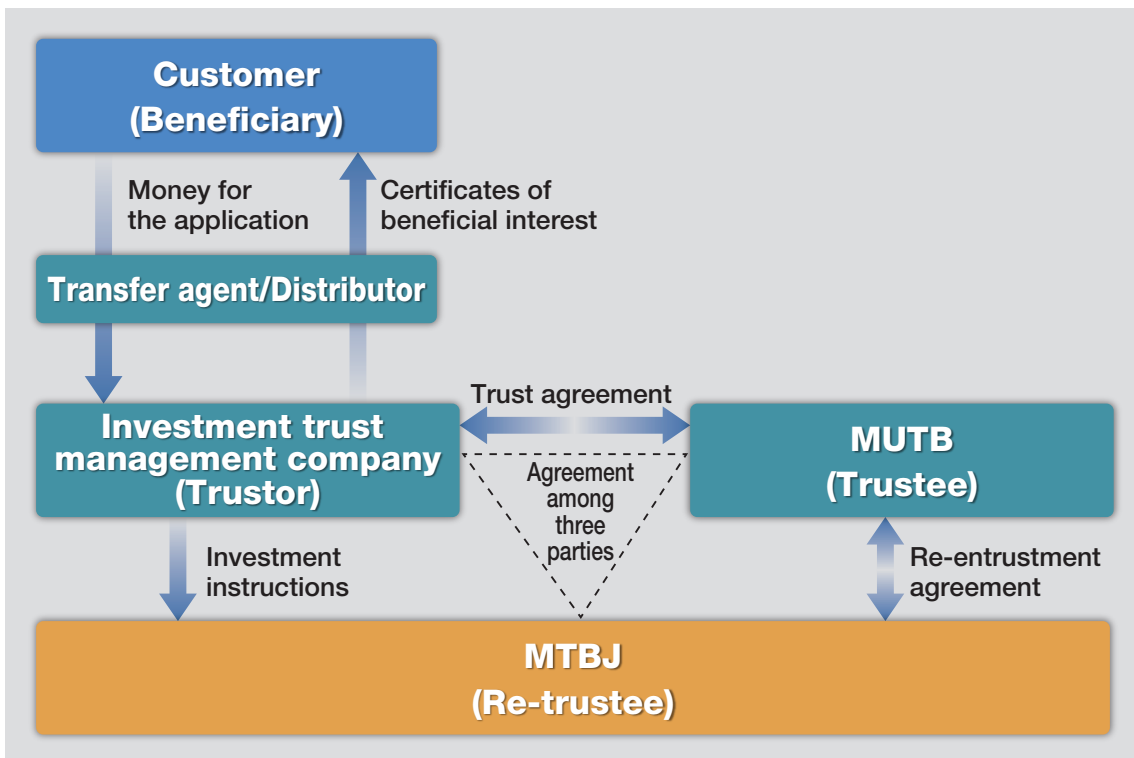 Customer
(Beneficiary)
Money for
the application
Certificates of
beneficial interest
Transfer agent/Distributor
Trust agreement
Investment trust
management company
(Trustor)
MUTB
(Trustee)
Agreement
among
three
parties
Investment
instructions
Re-entrustment
agreement
MTBJ
(Re-trustee)